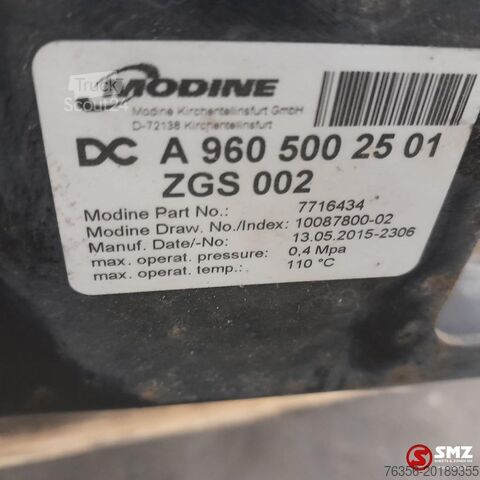 MODINE
Truck
Scout24
Modine Kirchentellinsfurt GmbH
D-72138 Kirchentellinsfurt
DC A 960 500 25 01
ZGS 002
Modine Part No.: 7716434
Modine Draw. No./Index: 10087800-02
Manuf. Date/-No: 13.05.2015-2306
max. operat. pressure: 0,4 Mpa
max. operat. temp.: 110 °C
SMZ
76356-20189355